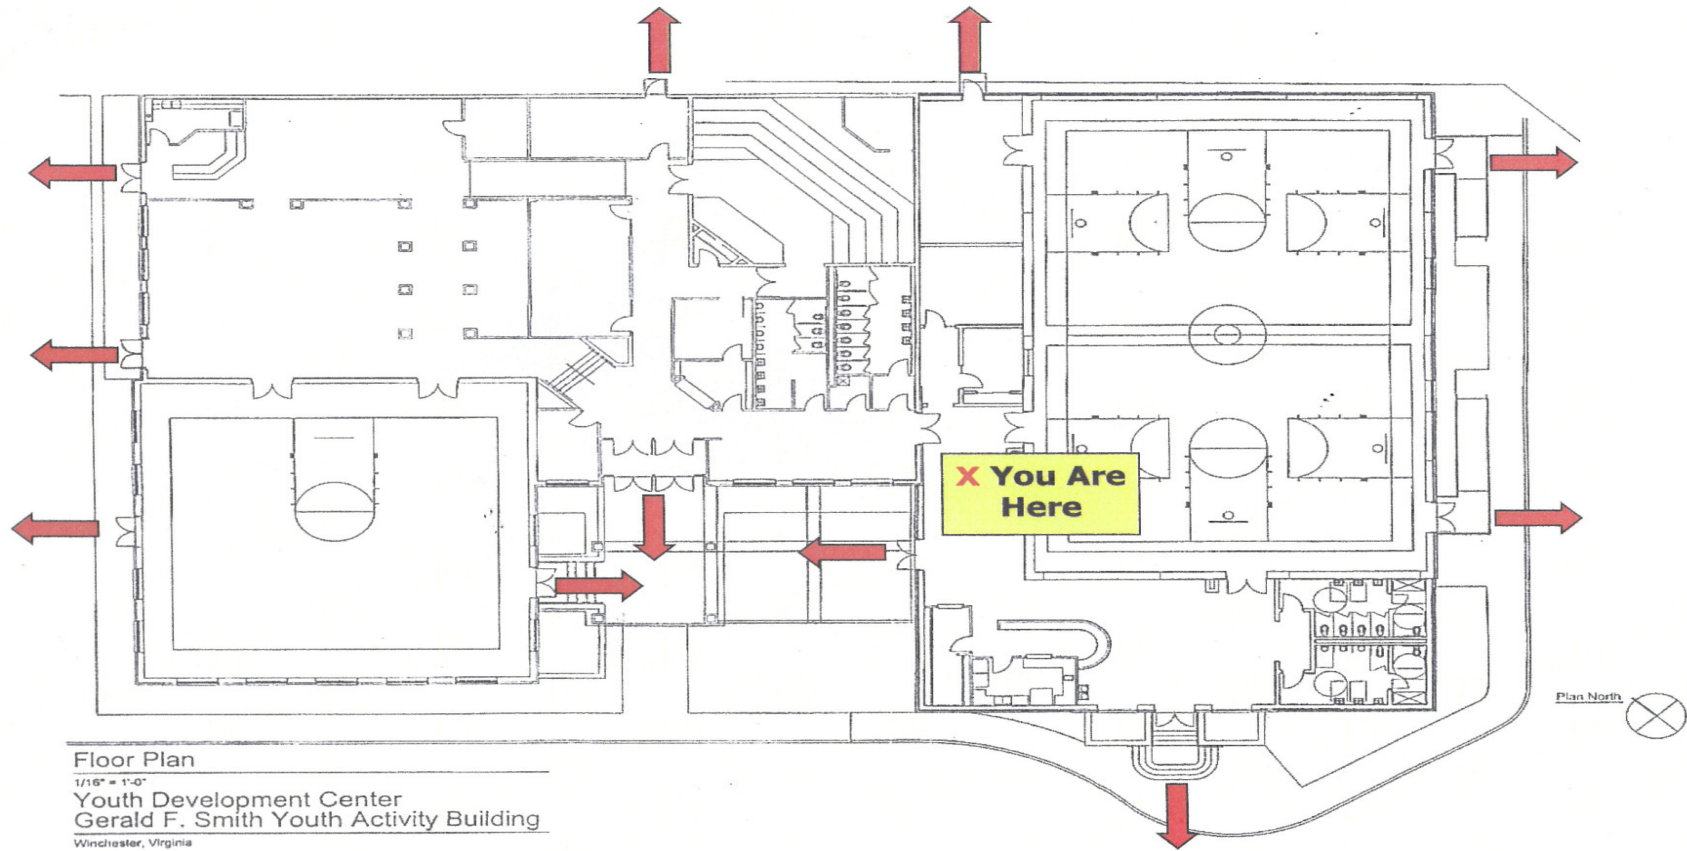 X You Are
Here
Plan North
Floor Plan
1/16" = 1'-0"
Youth Development Center
Gerald F. Smith Youth Activity Building
Winchester, Virginia